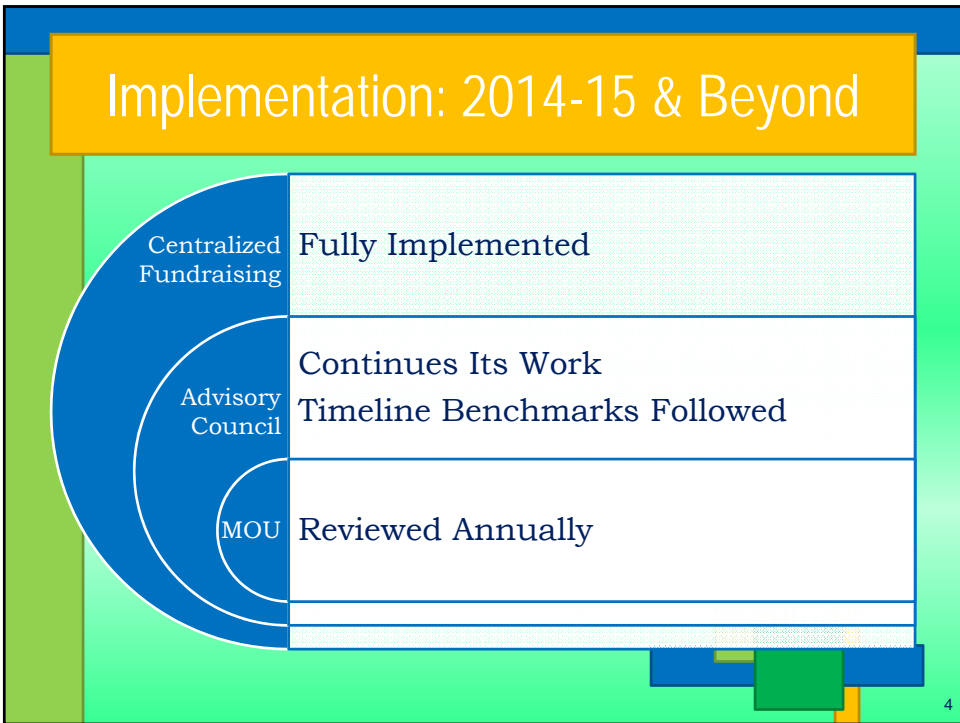 Implementation: 2014-15 & Beyond
Centralized
Fundraising
Fully Implemented
Advisory
Council
Continues Its Work
Timeline Benchmarks Followed
MOU
Reviewed Annually
4